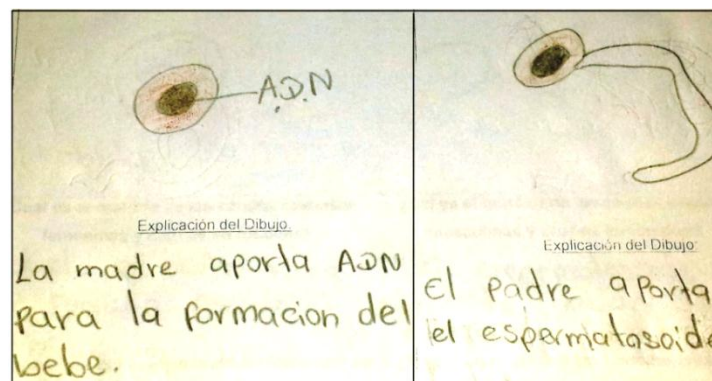 A.D.N
Explicación del Dibujo
La madre aporta ADN
para la formacion del
bebe.
Explicación del Dibujo
El padre aporta
el espermatosoide